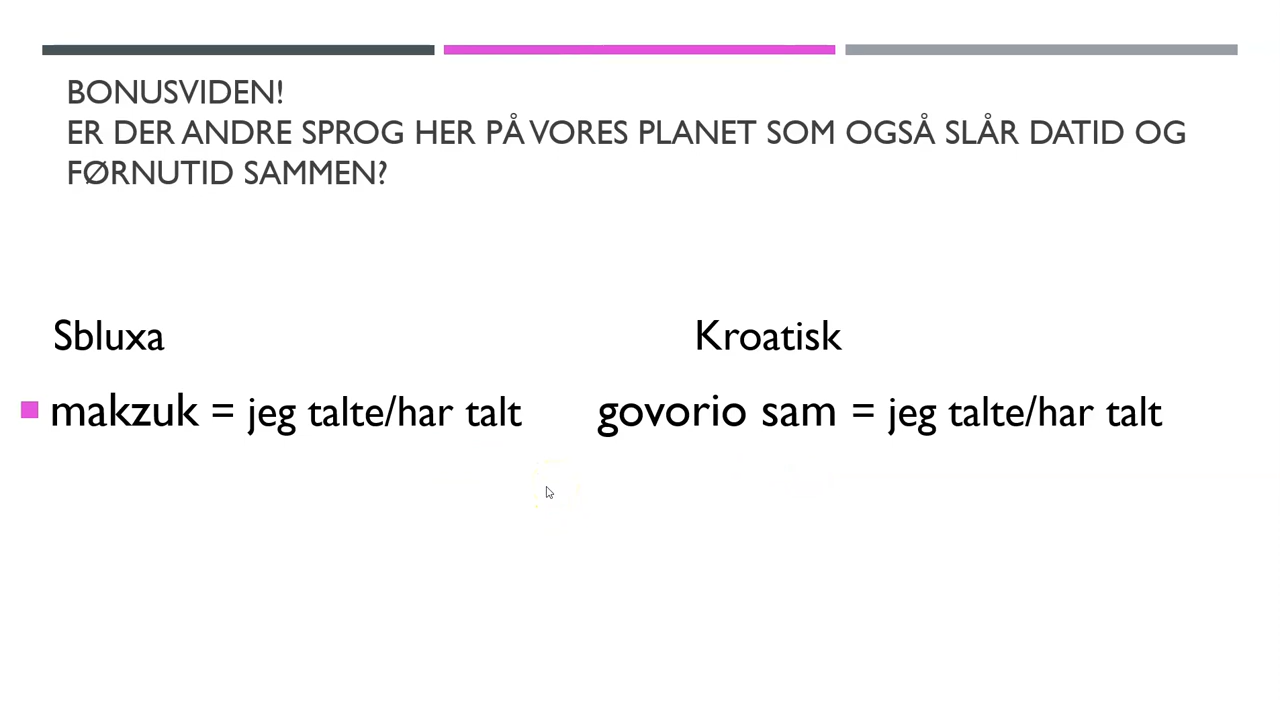 BONUSVIDEN!
ER DER ANDRE SPROG HER PÅ VORES PLANET SOM OGSÅ SLÅR DATID OG
FØRNUTID SAMMEN?
Sbluxa
Kroatisk
makzuk = jeg talte/har talt
govorio sam = jeg talte/har talt